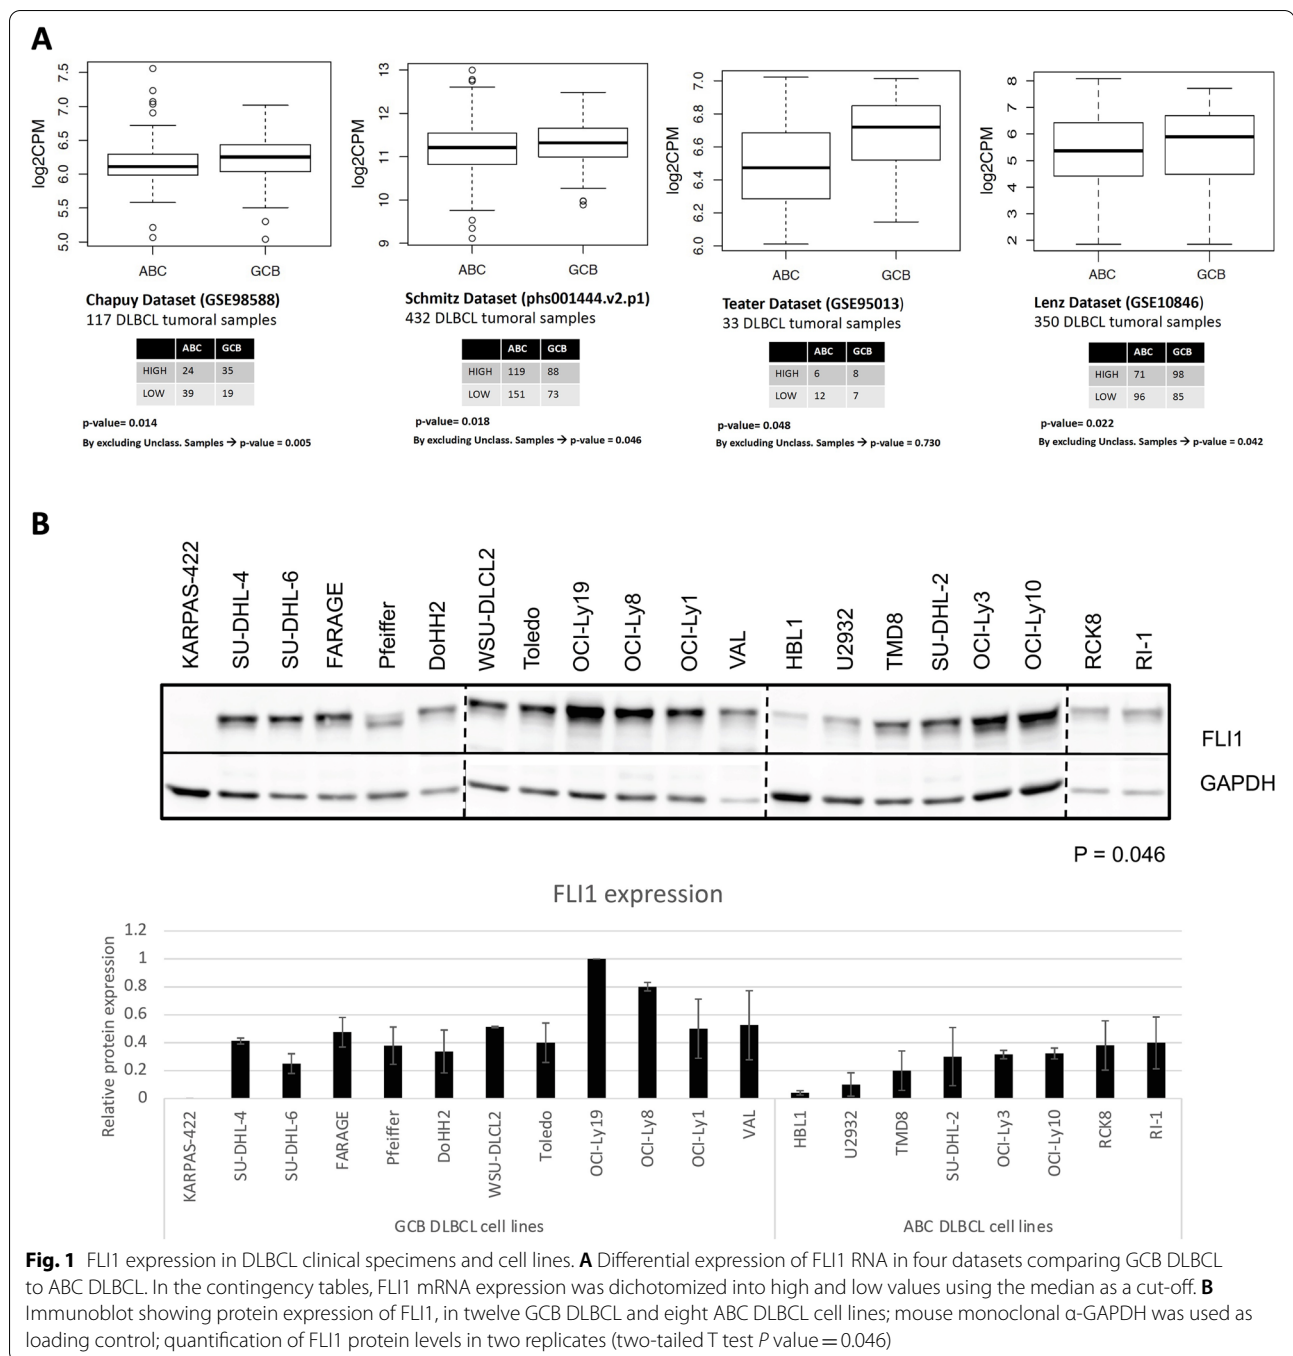 A
log2CPM
7.5
7.0
6.5
6.0
5.5
5.0
ABC GCB
log2CPM
13
12
11
10
9
ABC GCB
log2CPM
7.0
6.8
6.6
6.4
6.2
6.0
ABC GCB
log2CPM
8
7
6
5
4
3
2
ABC GCB
Chapuy Dataset (GSE98588)
117 DLBCL tumoral samples
ABC GCB
HIGH 24 35
LOW 39 19
p-value= 0.014
By excluding Unclass. Samples → p-value = 0.005
Schmitz Dataset (phs001444.v2.p1)
432 DLBCL tumoral samples
ABC GCB
HIGH 119 88
LOW 151 73
p-value= 0.018
By excluding Unclass. Samples → p-value = 0.046
Teater Dataset (GSE95013)
33 DLBCL tumoral samples
ABC GCB
HIGH 6 8
LOW 12 7
p-value= 0.048
By excluding Unclass. Samples → p-value = 0.730
Lenz Dataset (GSE10846)
350 DLBCL tumoral samples
ABC GCB
HIGH 71 98
LOW 96 85
p-value= 0.022
By excluding Unclass. Samples → p-value = 0.042
B
KARPAS-422
SU-DHL-4
SU-DHL-6
FARAGE
Pfeiffer
DoHH2
WSU-DLCL2
Toledo
OCI-Ly19
OCI-Ly8
OCI-Ly1
VAL
HBL1
U2932
TMD8
SU-DHL-2
OCI-Ly3
OCI-Ly10
RCK8
RI-1
FLI1
GAPDH
P = 0.046
FLI1 expression
Relative protein expression
1.2
1
0.8
0.6
0.4
0.2
0
KARPAS-422
SU-DHL-4
SU-DHL-6
FARAGE
Pfeiffer
DoHH2
WSU-DLCL2
Toledo
OCI-Ly19
OCI-Ly8
OCI-Ly1
VAL
HBL1
U2932
TMD8
SU-DHL-2
OCI-Ly3
OCI-Ly10
RCK8
RI-1
GCB DLBCL cell lines
ABC DLBCL cell lines
Fig. 1 FLI1 expression in DLBCL clinical specimens and cell lines. A Differential expression of FLI1 RNA in four datasets comparing GCB DLBCL
to ABC DLBCL. In the contingency tables, FLI1 mRNA expression was dichotomized into high and low values using the median as a cut-off. B
Immunoblot showing protein expression of FLI1, in twelve GCB DLBCL and eight ABC DLBCL cell lines; mouse monoclonal α-GAPDH was used as
loading control; quantification of FLI1 protein levels in two replicates (two-tailed T test P value = 0.046)